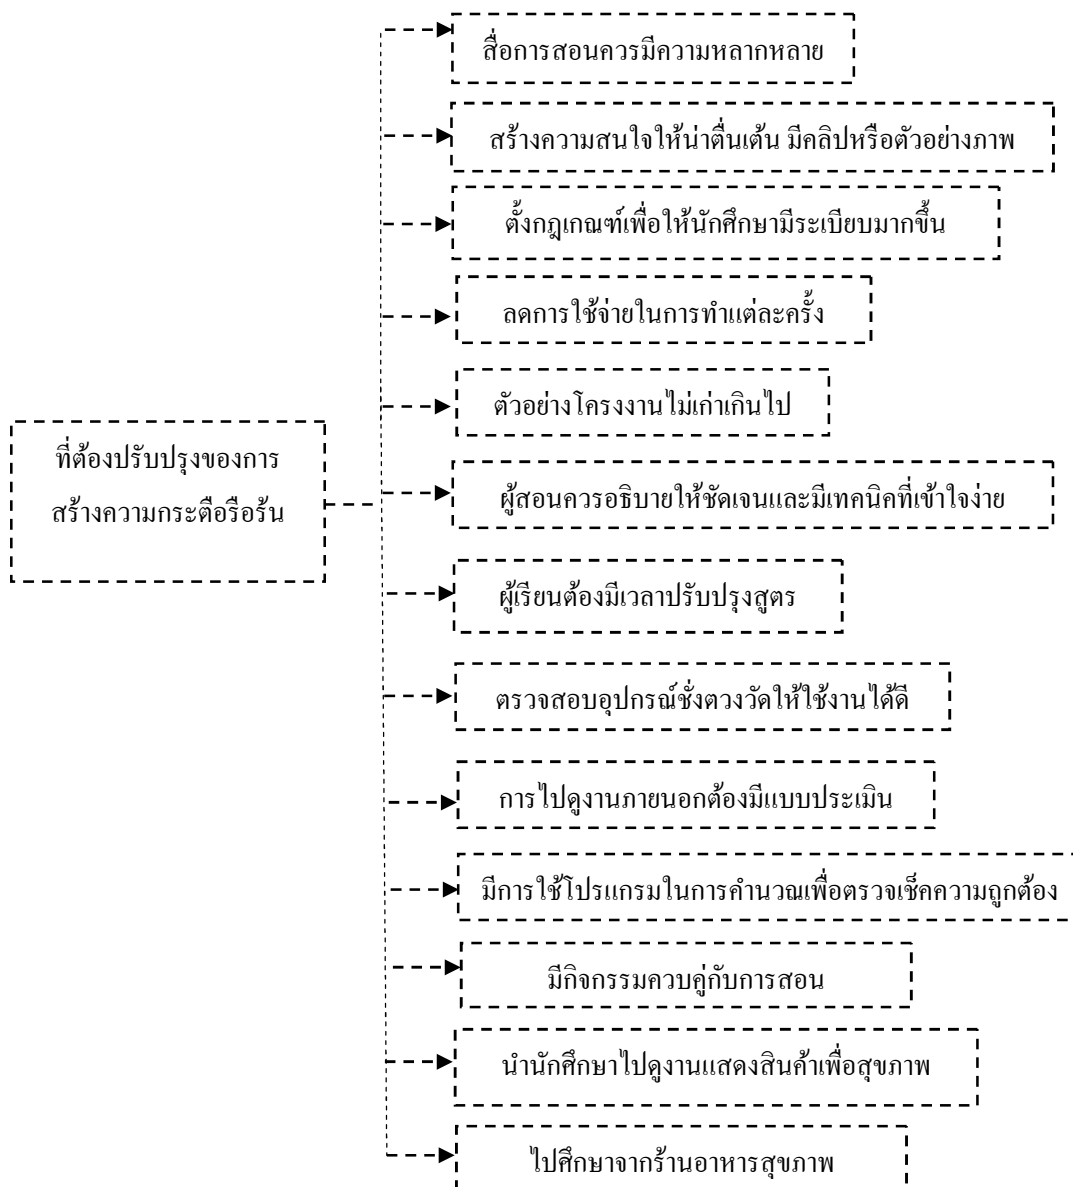 สื่อการสอนควรมีความหลากหลาย
สร้างความสนใจให้น่าตื่นเต้น มีคลิปหรือตัวอย่างภาพ
ตั้งกฎเกณฑ์เพื่อให้นักศึกษามีระเบียบมากขึ้น
ลดการใช้จ่ายในการทำแต่ละครั้ง
ตัวอย่างโครงงานไม่เก่าเกินไป
ที่ต้องปรับปรุงของการ
สร้างความกระตือรือร้น
ผู้สอนควรอธิบายให้ชัดเจนและมีเทคนิคที่เข้าใจง่าย
ผู้เรียนต้องมีเวลาปรับปรุงสูตร
ตรวจสอบอุปกรณ์ชั่งตวงวัดให้ใช้งานได้ดี
การไปดูงานภายนอกต้องมีแบบประเมิน
มีการใช้โปรแกรมในการคำนวณเพื่อตรวจเช็คความถูกต้อง
มีกิจกรรมควบคู่กับการสอน
นำนักศึกษาไปดูงานแสดงสินค้าเพื่อสุขภาพ
ไปศึกษาจากร้านอาหารสุขภาพ